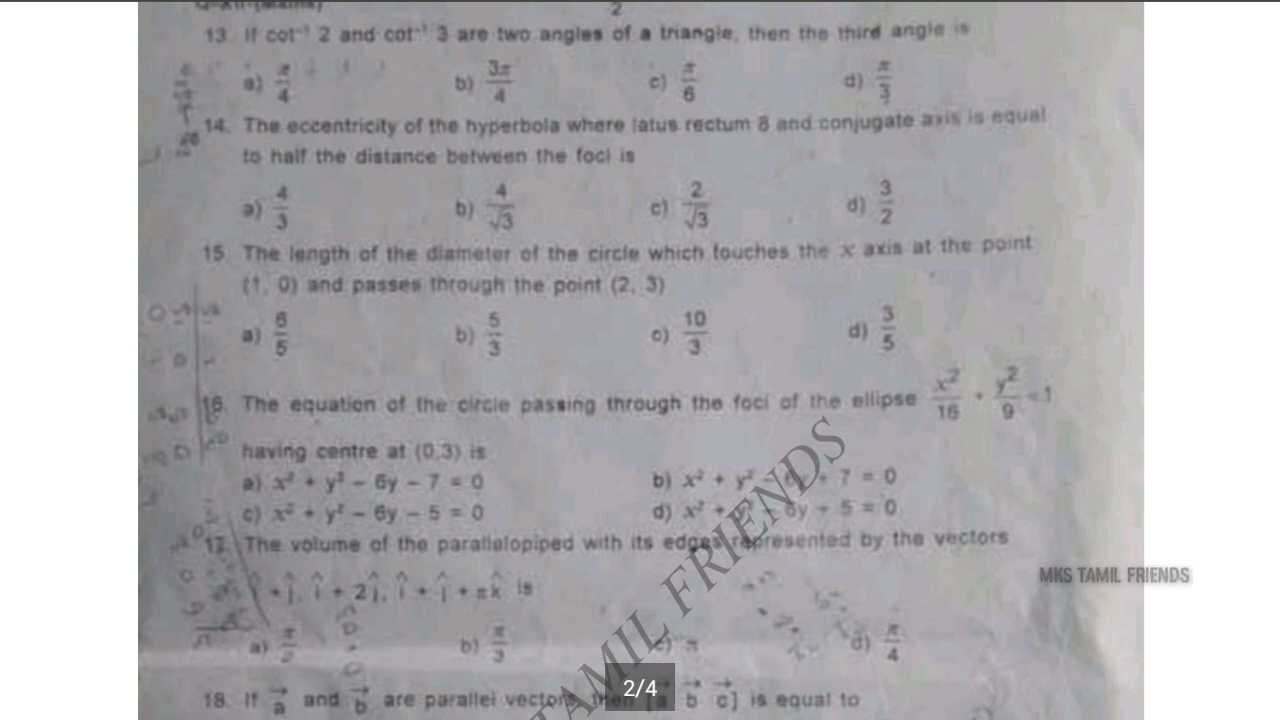 2
13. If cot⁻¹ 2 and cot⁻¹ 3 are two angles of a triangle, then the third angle is
a) π/4 b) 3π/4 c) π/6 d) π/3
14. The eccentricity of the hyperbola where latus rectum 8 and conjugate axis is equal
to half the distance between the foci is
a) 4/3 b) 4/√3 c) 2/√3 d) 3/2
15 The length of the diameter of the circle which touches the x axis at the point
(1, 0) and passes through the point (2, 3)
a) 6/5 b) 5/3 c) 10/3 d) 3/5
16. The equation of the circle passing through the foci of the ellipse x²/16 + y²/9 = 1
having centre at (0,3) is
a) x² + y² − 6y − 7 = 0 b) x² + y² 6y + 7 = 0
c) x² + y² − 6y − 5 = 0 d) x² + 6y + 5 = 0
17. The volume of the parallelopiped with its edges represented by the vectors
î + ĵ, î + 2ĵ, î + ĵ + πk̂ is
a) π/2 b) π/3 c) π d) π/4
18. If a⃗ and b⃗ are parallel vectors, then [a⃗ b⃗ c⃗] is equal to
TAMIL FRIENDS
MKS TAMIL FRIENDS
2/4